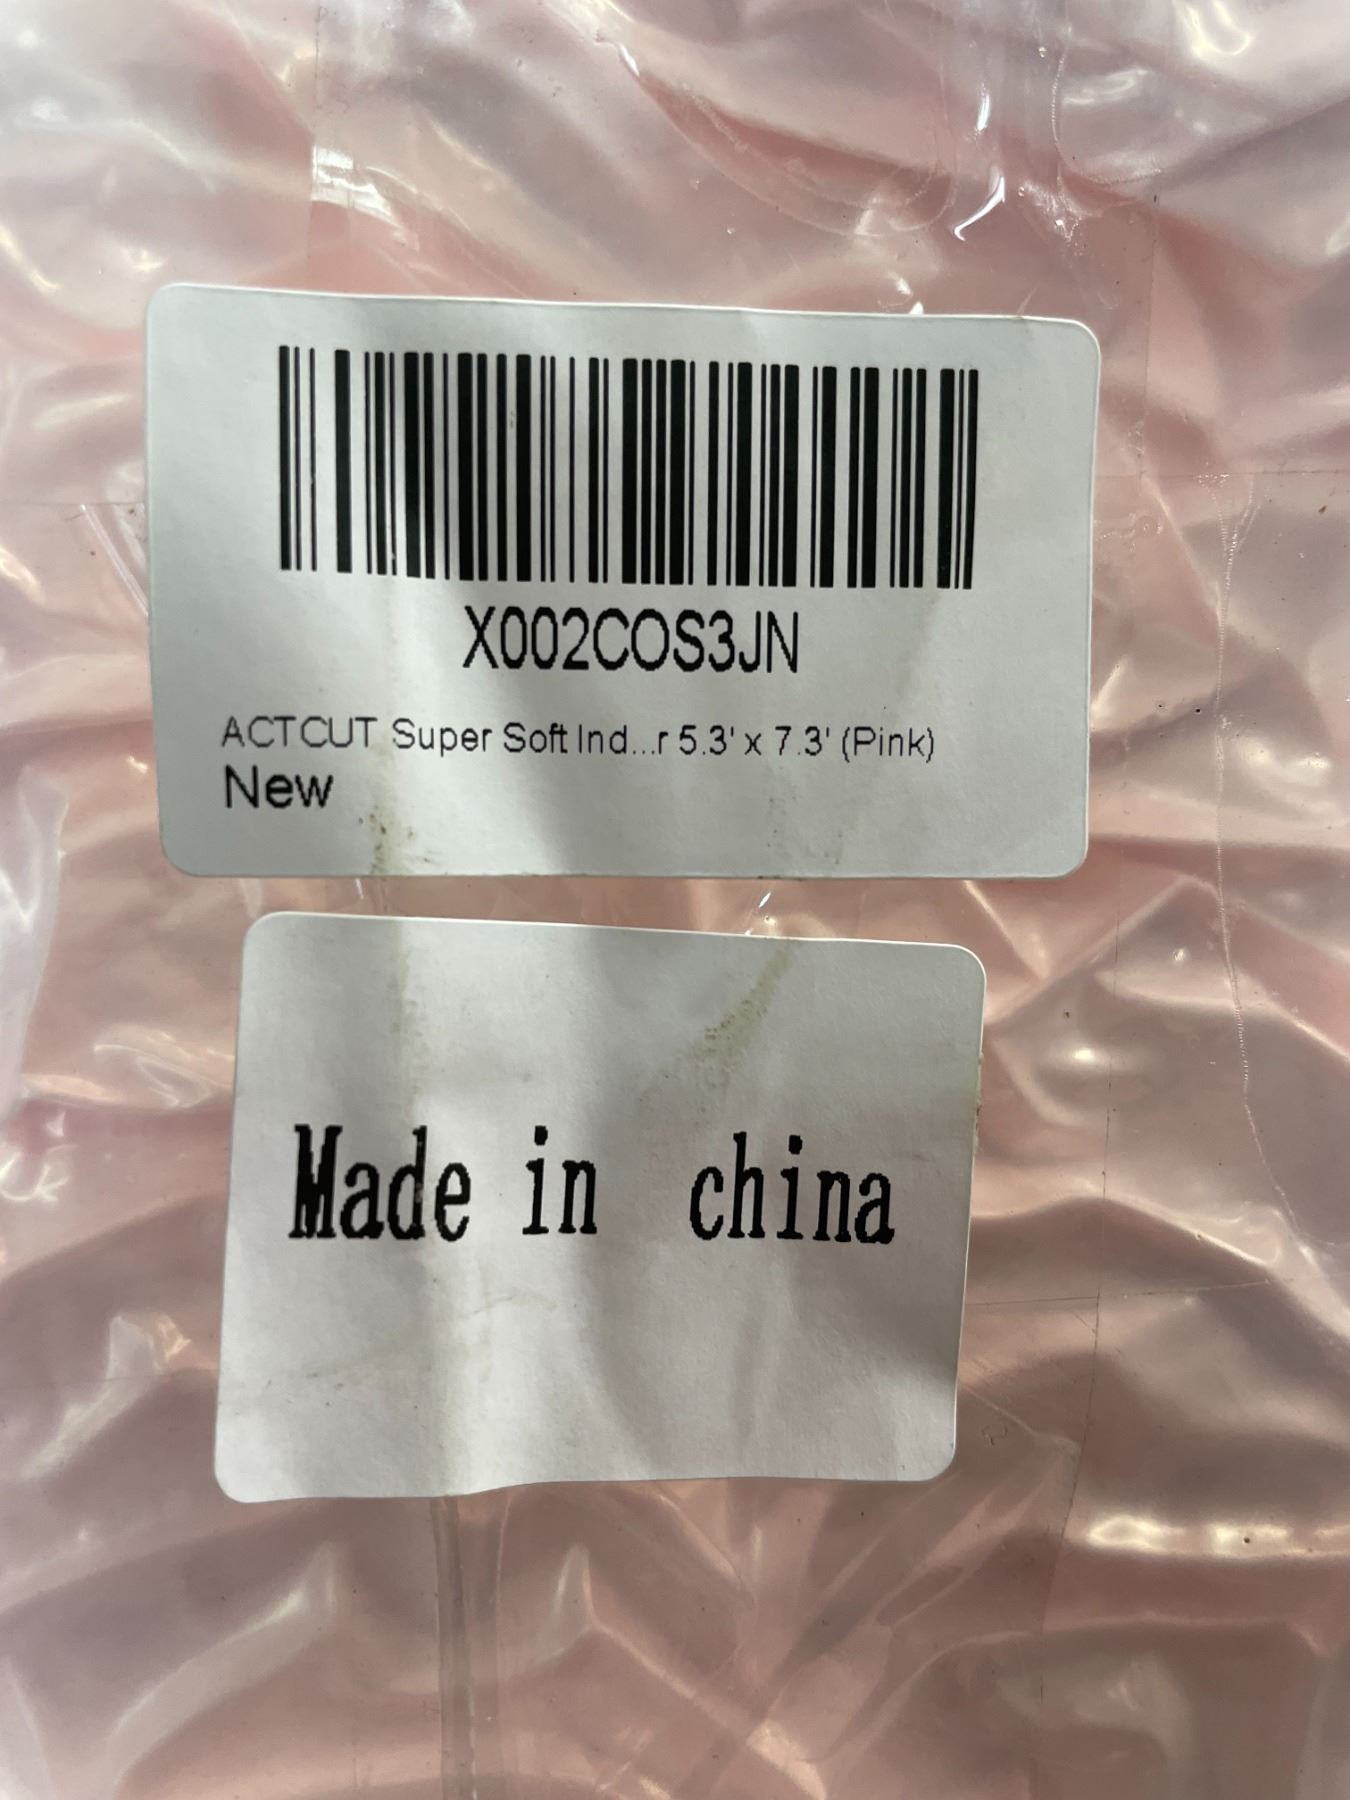 X002COS3JN
ACTCUT Super Soft Ind...r 5.3' x 7.3' (Pink)
New
Made in china